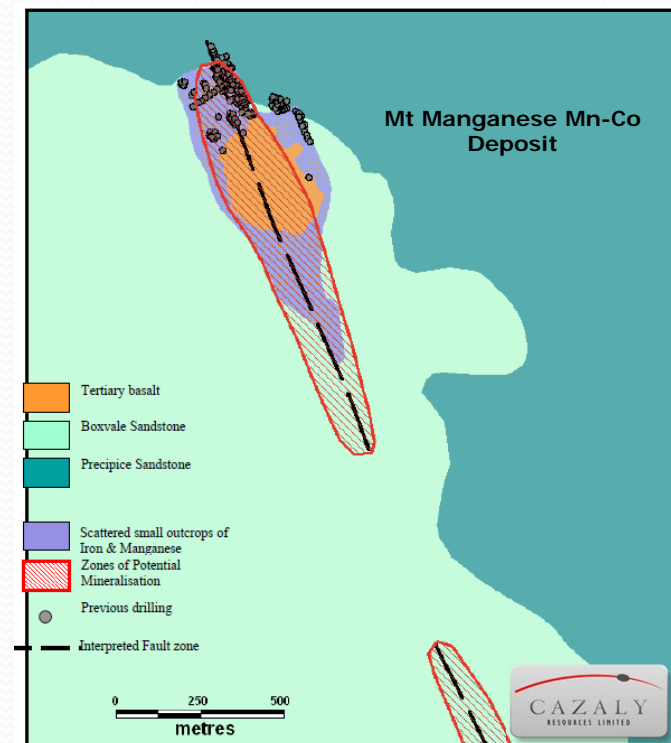 Mt Manganese Mn-Co
Deposit
Tertiary basalt
Boxvale Sandstone
Precipice Sandstone
Scattered small outcrops of
Iron & Manganese
Zones of Potential
Mineralisation
Previous drilling
Interpreted Fault zone
0 250 500
metres
CAZALY
RESOURCES LIMITED